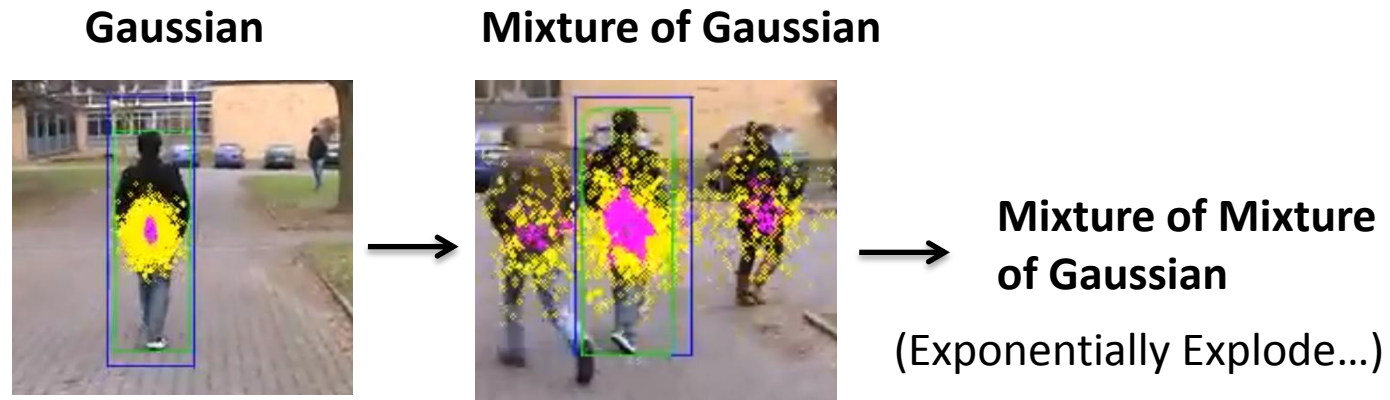 Gaussian
Mixture of Gaussian
Mixture of Mixture
of Gaussian
(Exponentially Explode…)